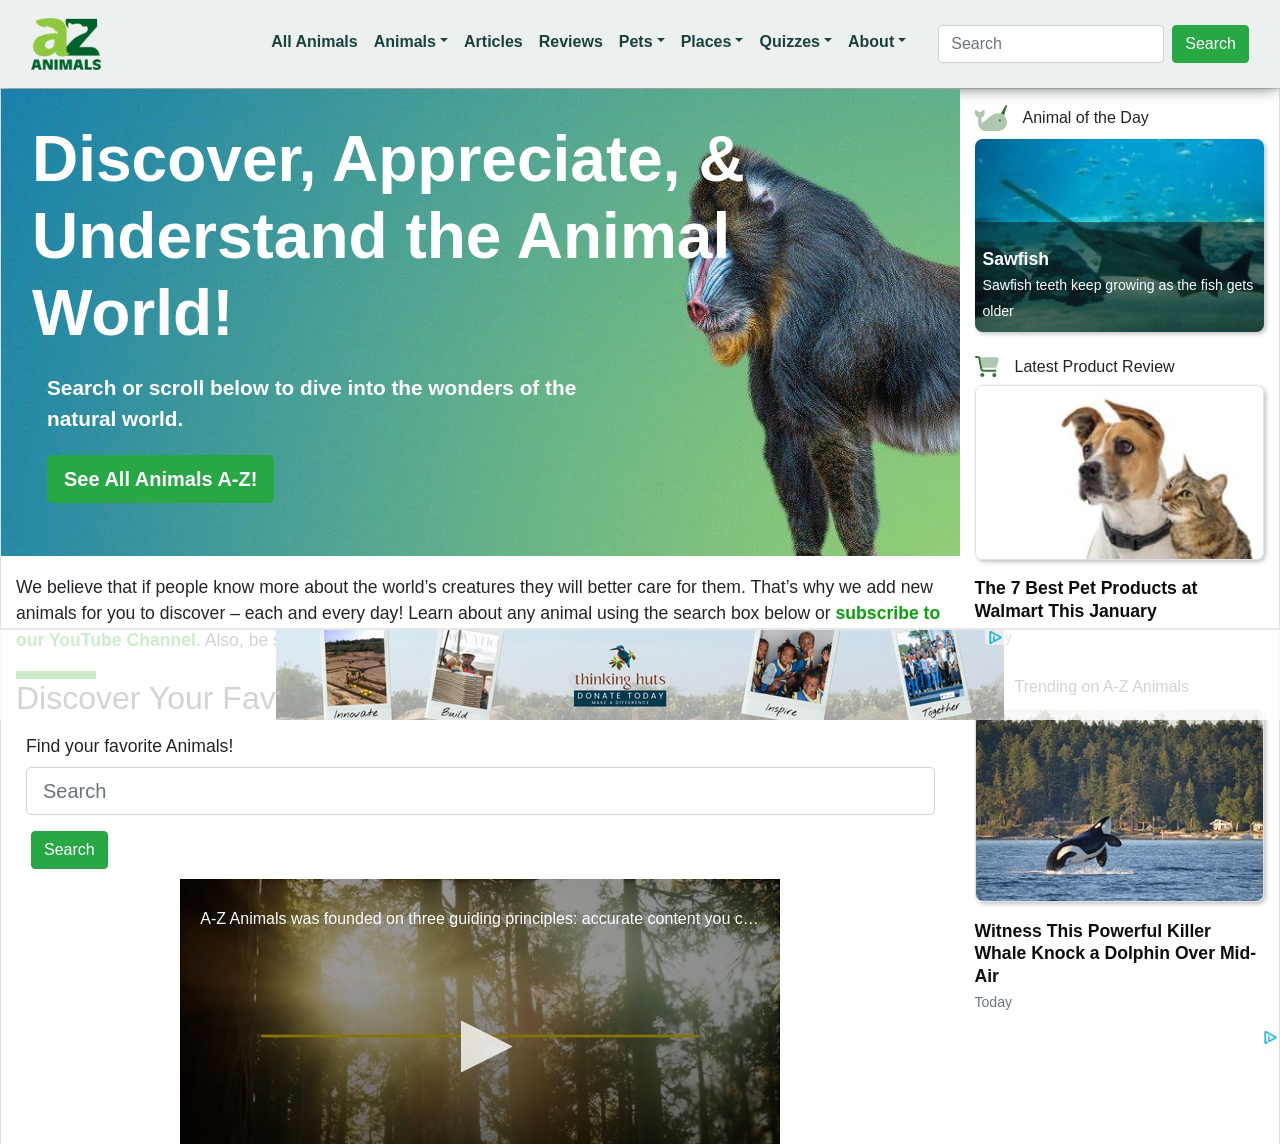 aZ
ANIMALS
All Animals Animals Articles Reviews Pets Places Quizzes About Search Search
Discover, Appreciate, &
Understand the Animal
World!
Search or scroll below to dive into the wonders of the
natural world.
See All Animals A-Z!
We believe that if people know more about the world’s creatures they will better care for them. That’s why we add new
animals for you to discover – each and every day! Learn about any animal using the search box below or subscribe to
our YouTube Channel. Also, be
Discover Your Fav
Innovate
Build
thinking huts
DONATE TODAY
MAKE A DIFFERENCE
Inspire
Together
Find your favorite Animals!
Search
Search
A-Z Animals was founded on three guiding principles: accurate content you c…
Animal of the Day
Sawfish
Sawfish teeth keep growing as the fish gets
older
Latest Product Review
The 7 Best Pet Products at
Walmart This January
Trending on A-Z Animals
Witness This Powerful Killer
Whale Knock a Dolphin Over Mid-
Air
Today